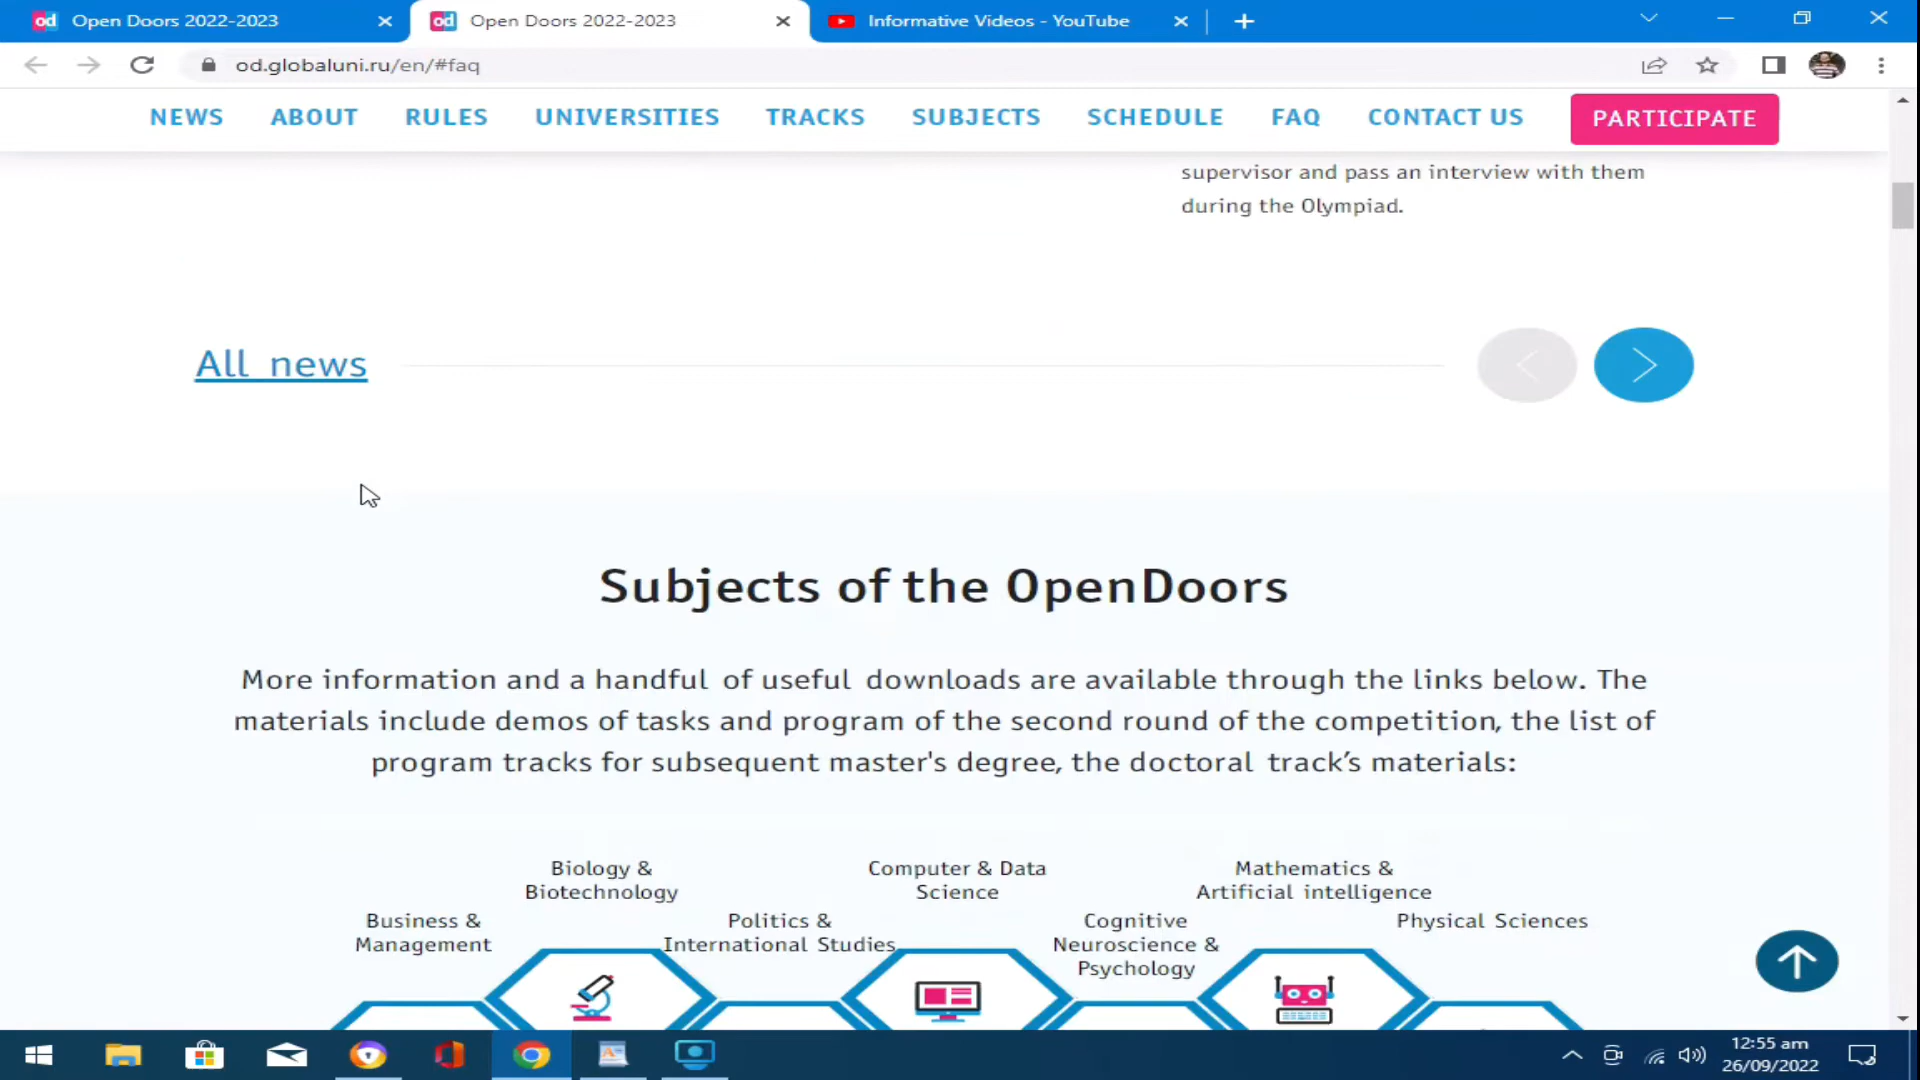 od Open Doors 2022-2023
od Open Doors 2022-2023
Informative Videos - YouTube
od.globaluni.ru/en/#faq
NEWS ABOUT RULES UNIVERSITIES TRACKS SUBJECTS SCHEDULE FAQ CONTACT US PARTICIPATE
supervisor and pass an interview with them
during the Olympiad.
All news
Subjects of the OpenDoors
More information and a handful of useful downloads are available through the links below. The
materials include demos of tasks and program of the second round of the competition, the list of
program tracks for subsequent master's degree, the doctoral track’s materials:
Business &
Management
Biology &
Biotechnology
Politics &
International Studies
Computer & Data
Science
Cognitive
Neuroscience &
Psychology
Mathematics &
Artificial intelligence
Physical Sciences
12:55 am
26/09/2022